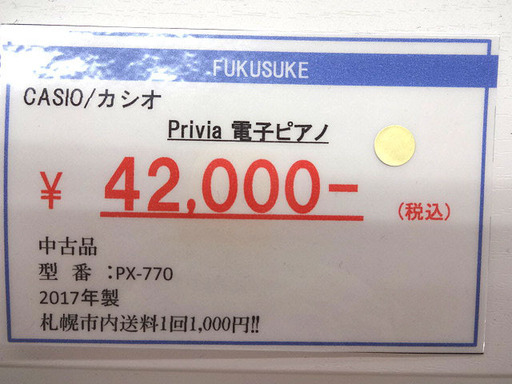 FUKUSUKE
CASIO/カシオ
Privia 電子ピアノ
¥ 42,000- (税込)
中古品
型 番 :PX-770
2017年製
札幌市内送料1回1,000円!!